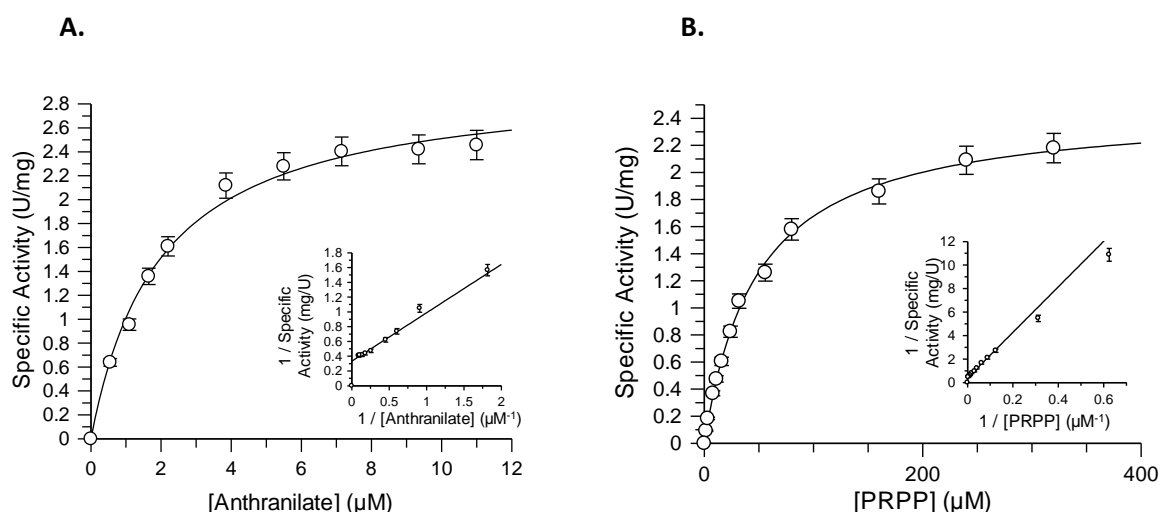 A.
Specific Activity (U/mg)
2.8
2.6
2.4
2.2
2
1.8
1.6
1.4
1.2
1
0.8
0.6
0.4
0.2
0
0 2 4 6 8 10 12
[Anthranilate] (µM)
1 / Specific
Activity (mg/U)
1.8
1.6
1.4
1.2
1
0.8
0.6
0.4
0.2
0
0 0.5 1 1.5 2
1 / [Anthranilate] (µM-1)
B.
Specific Activity (U/mg)
2.4
2.2
2
1.8
1.6
1.4
1.2
1
0.8
0.6
0.4
0.2
0
0 200 400
[PRPP] (µM)
1 / Specific
Activity (mg/U)
12
10
8
6
4
2
0
0 0.2 0.4 0.6
1 / [PRPP] (µM-1)